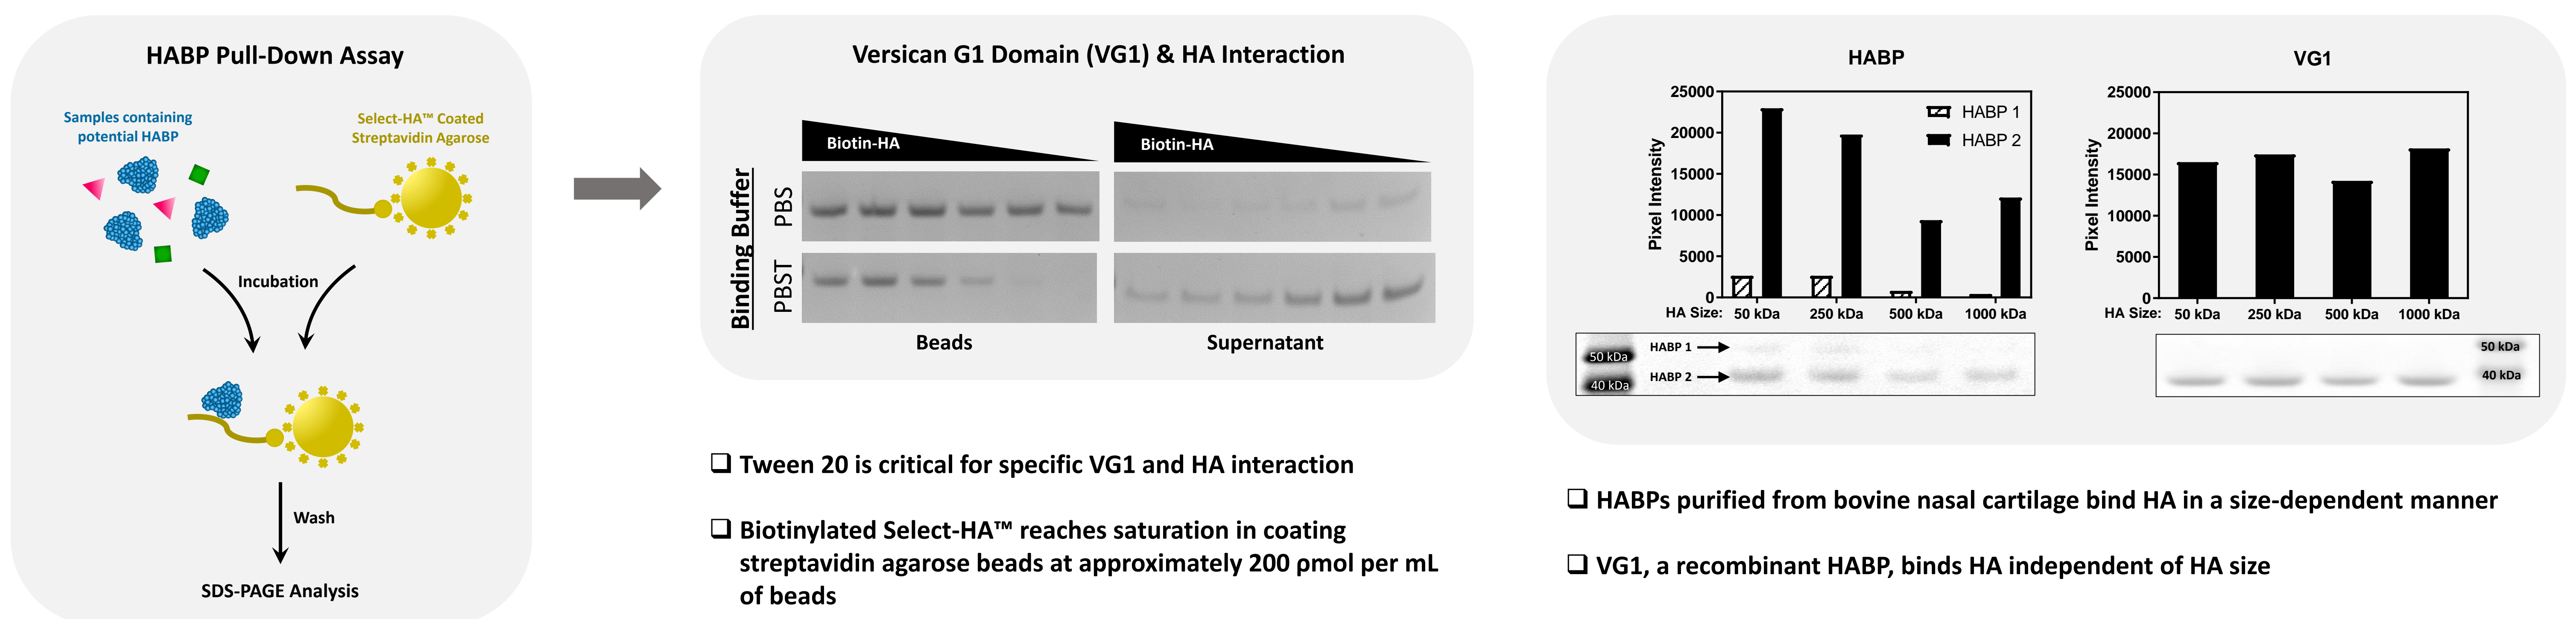 HABP Pull-Down Assay
Samples containing
potential HABP
Select-HA™ Coated
Streptavidin Agarose
Incubation
Wash
SDS-PAGE Analysis
Versican G1 Domain (VG1) & HA Interaction
Biotin-HA
Biotin-HA
Binding Buffer
PBS
PBST
Beads
Supernatant
❑ Tween 20 is critical for specific VG1 and HA interaction
❑ Biotinylated Select-HA™ reaches saturation in coating
streptavidin agarose beads at approximately 200 ρmol per mL
of beads
HABP
Pixel Intensity
25000
20000
15000
10000
5000
0
HABP 1
HABP 2
HA Size: 50 kDa 250 kDa 500 kDa 1000 kDa
50 kDa
40 kDa
HABP 1
HABP 2
VG1
Pixel Intensity
25000
20000
15000
10000
5000
0
HA Size: 50 kDa 250 kDa 500 kDa 1000 kDa
50 kDa
40 kDa
❑ HABPs purified from bovine nasal cartilage bind HA in a size-dependent manner
❑ VG1, a recombinant HABP, binds HA independent of HA size